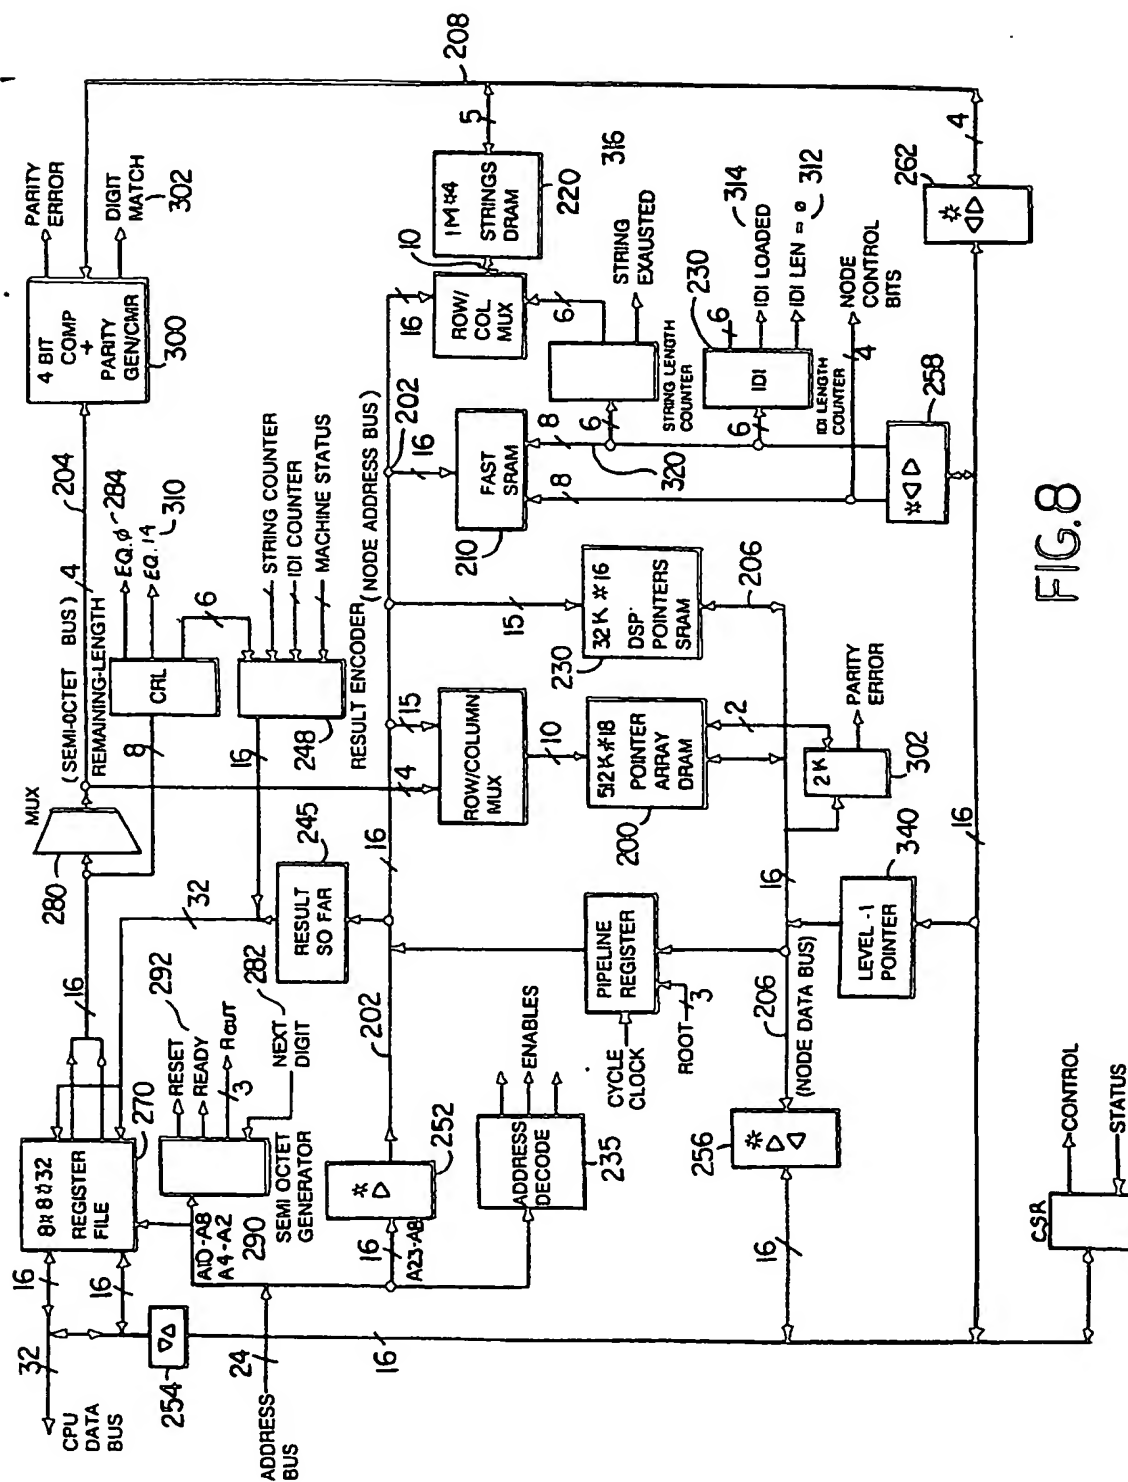 CPU
DATA
BUS
32
16
16
254
ADDRESS
BUS
24
8x8x32
REGISTER
FILE
270
A10-A8
A4-A2
290
SEMI OCTET
GENERATOR
RESET
292
READY
3
NEXT
DIGIT
282
16
280
MUX
(SEMI-OCTET BUS)
4
204
REMAINING-LENGTH
8
CRL
EQ.ø
284
EQ. 14
310
6
4 BIT
COMP
+
PARITY
GEN/CMR
300
PARITY
ERROR
DIGIT
MATCH
302
208
32
RESULT
SO FAR
245
16
248
RESULT ENCODER
STRING COUNTER
IDI COUNTER
MACHINE STATUS
16
A23-A8
252
202
16
(NODE ADDRESS BUS)
202
ADDRESS
DECODE
235
ENABLES
4
15
ROW/COLUMN
MUX
10
512K*18
POINTER
ARRAY
DRAM
200
15
32K*16
DSP
POINTERS
SRAM
230
206
16
FAST
SRAM
210
8
8
320
16
ROW/
COL
MUX
10
1M*4
STRINGS
DRAM
220
5
6
6
STRING LENGTH
COUNTER
STRING
EXAUSTED
316
6
IDI
230
6
IDI LOADED
314
IDI LEN = ø
312
IDI LENGTH
COUNTER
4
NODE
CONTROL
BITS
258
262
4
PIPELINE
REGISTER
CYCLE
CLOCK
ROOT
3
16
(NODE DATA BUS)
206
256
16
2
2K
302
PARITY
ERROR
LEVEL -1
POINTER
340
16
16
CSR
CONTROL
STATUS
FIG.8